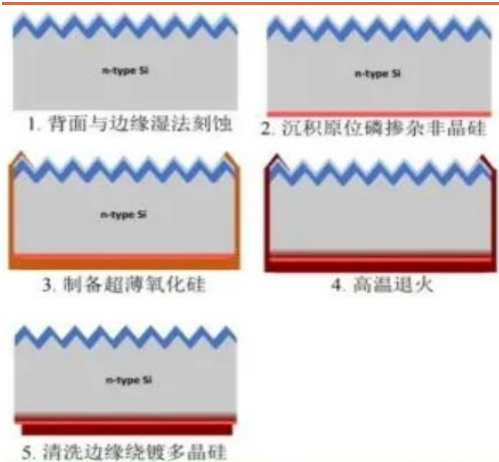 n-type Si
n-type Si
1. 背面与边缘湿法刻蚀
2. 沉积原位磷掺杂非晶硅
n-type Si
3. 制备超薄氧化硅
4. 高温退火
n-type Si
5. 清洗边缘绕镀多晶硅